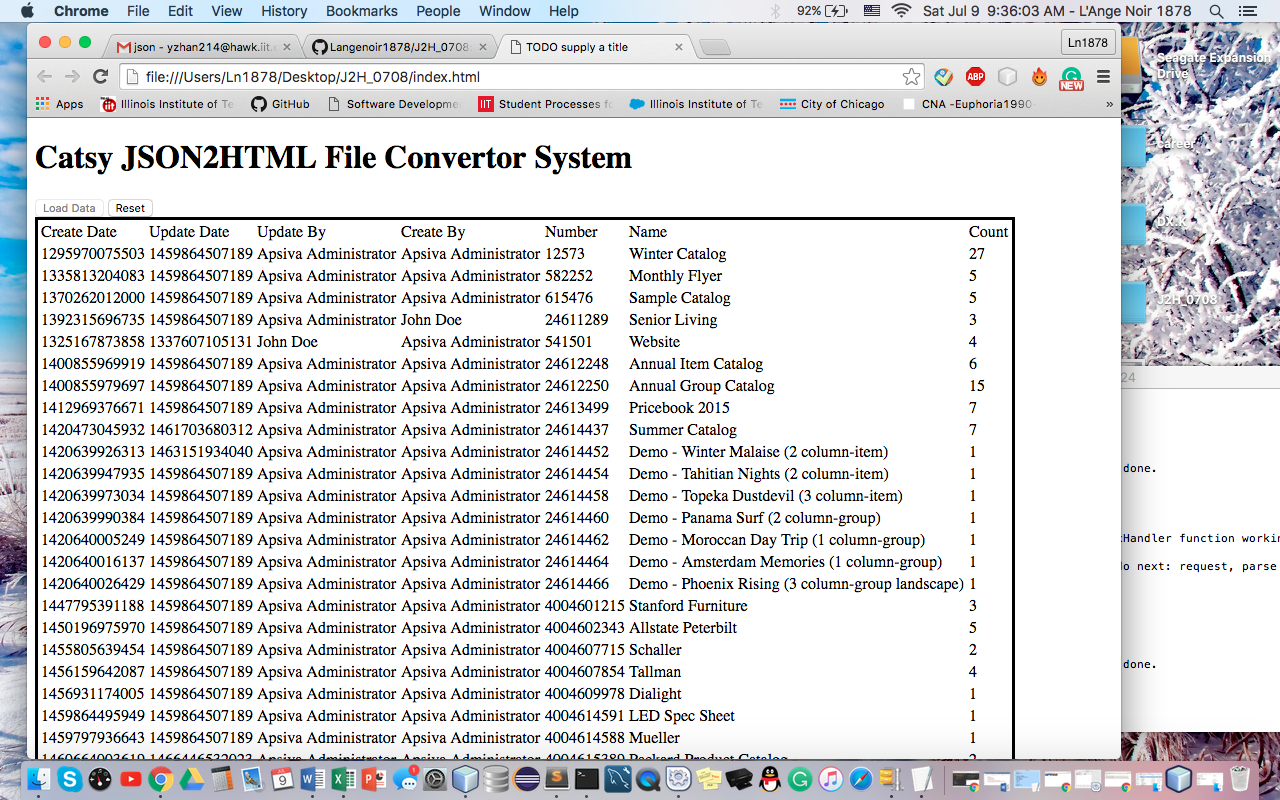 Chrome File Edit View History Bookmarks People Window Help 92% Sat Jul 9 9:36:03 AM - L'Ange Noir 1878
json - yzhan214@hawk.iit. Langenoir1878/J2H_0708: TODO supply a title Ln1878
file:///Users/Ln1878/Desktop/J2H_0708/index.html ABP NEW
Apps Illinois Institute of Te GitHub Software Developme IIT Student Processes fo Illinois Institute of Te City of Chicago CNA -Euphoria1990- »
Seagate Expansion
Drive
career
J2H_0708
24
Catsy JSON2HTML File Convertor System
Load Data Reset
Create Date Update Date Update By Create By Number Name Count
1295970075503 1459864507189 Apsiva Administrator Apsiva Administrator 12573 Winter Catalog 27
1335813204083 1459864507189 Apsiva Administrator Apsiva Administrator 582252 Monthly Flyer 5
1370262012000 1459864507189 Apsiva Administrator Apsiva Administrator 615476 Sample Catalog 5
1392315696735 1459864507189 Apsiva Administrator John Doe 24611289 Senior Living 3
1325167873858 1337607105131 John Doe Apsiva Administrator 541501 Website 4
1400855969919 1459864507189 Apsiva Administrator Apsiva Administrator 24612248 Annual Item Catalog 6
1400855979697 1459864507189 Apsiva Administrator Apsiva Administrator 24612250 Annual Group Catalog 15
1412969376671 1459864507189 Apsiva Administrator Apsiva Administrator 24613499 Pricebook 2015 7
1420473045932 1461703680312 Apsiva Administrator Apsiva Administrator 24614437 Summer Catalog 7
1420639926313 1463151934040 Apsiva Administrator Apsiva Administrator 24614452 Demo - Winter Malaise (2 column-item) 1
1420639947935 1459864507189 Apsiva Administrator Apsiva Administrator 24614454 Demo - Tahitian Nights (2 column-item) 1
1420639973034 1459864507189 Apsiva Administrator Apsiva Administrator 24614458 Demo - Topeka Dustdevil (3 column-item) 1
1420639990384 1459864507189 Apsiva Administrator Apsiva Administrator 24614460 Demo - Panama Surf (2 column-group) 1
1420640005249 1459864507189 Apsiva Administrator Apsiva Administrator 24614462 Demo - Moroccan Day Trip (1 column-group) 1
1420640016137 1459864507189 Apsiva Administrator Apsiva Administrator 24614464 Demo - Amsterdam Memories (1 column-group) 1
1420640026429 1459864507189 Apsiva Administrator Apsiva Administrator 24614466 Demo - Phoenix Rising (3 column-group landscape) 1
1447795391188 1459864507189 Apsiva Administrator Apsiva Administrator 4004601215 Stanford Furniture 3
1450196975970 1459864507189 Apsiva Administrator Apsiva Administrator 4004602343 Allstate Peterbilt 5
1455805639454 1459864507189 Apsiva Administrator Apsiva Administrator 4004607715 Schaller 2
1456159642087 1459864507189 Apsiva Administrator Apsiva Administrator 4004607854 Tallman 4
1456931174005 1459864507189 Apsiva Administrator Apsiva Administrator 4004609978 Dialight 1
1459864495949 1459864507189 Apsiva Administrator Apsiva Administrator 4004614591 LED Spec Sheet 1
1459797936643 1459864507189 Apsiva Administrator Apsiva Administrator 4004614588 Mueller 1
done.
Handler function workin
o next: request, parse
done.